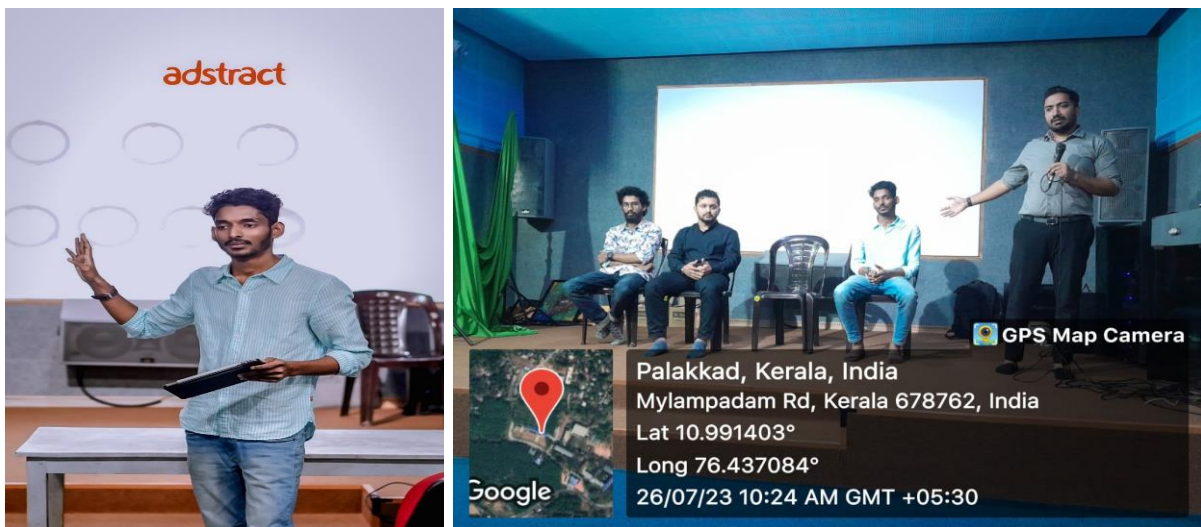 adstract
GPS Map Camera
Palakkad, Kerala, India
Mylampadam Rd, Kerala 678762, India
Lat 10.991403°
Long 76.437084°
26/07/23 10:24 AM GMT +05:30
Google